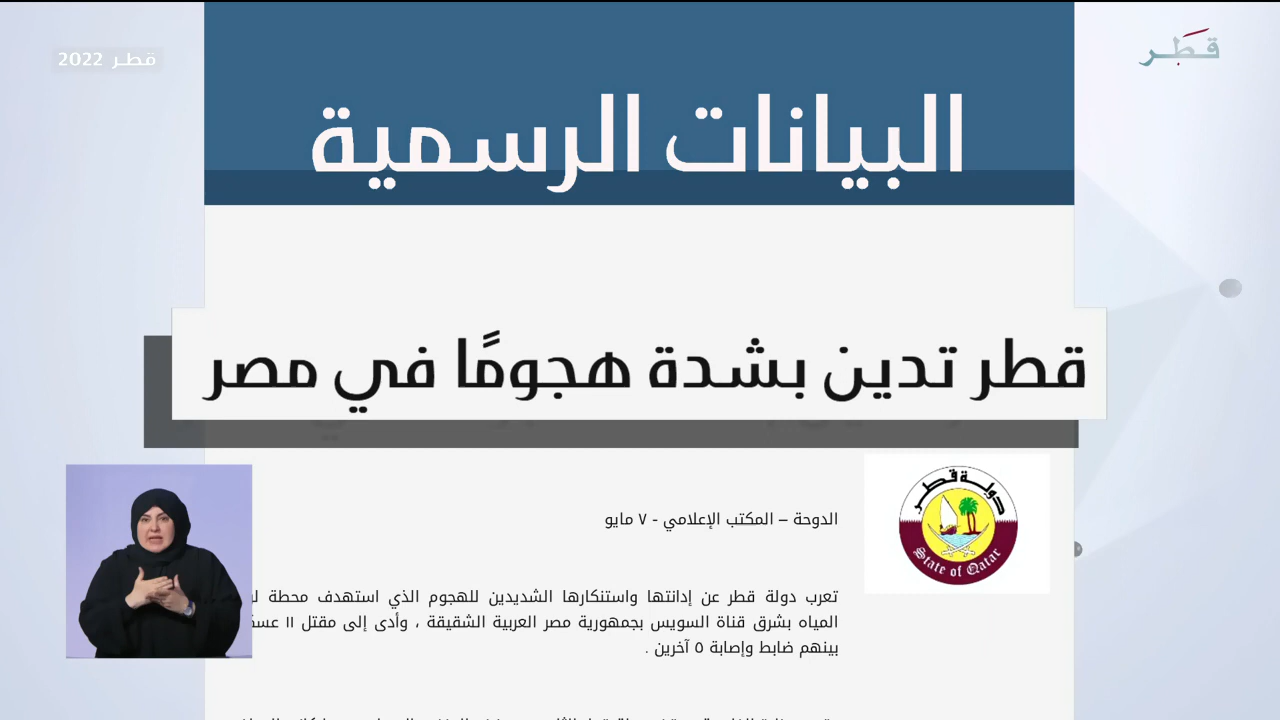 قطر
قطر 2022
البيانات الرسمية
قطر تدين بشدة هجومًا في مصر
دولة قطر
State of Qatar
الدوحة – المكتب الإعلامي - ٧ مايو
تعرب دولة قطر عن إدانتها واستنكارها الشديدين للهجوم الذي استهدف محطة
المياه بشرق قناة السويس بجمهورية مصر العربية الشقيقة ، وأدى إلى مقتل ١١
بينهم ضابط وإصابة ٥ آخرين .